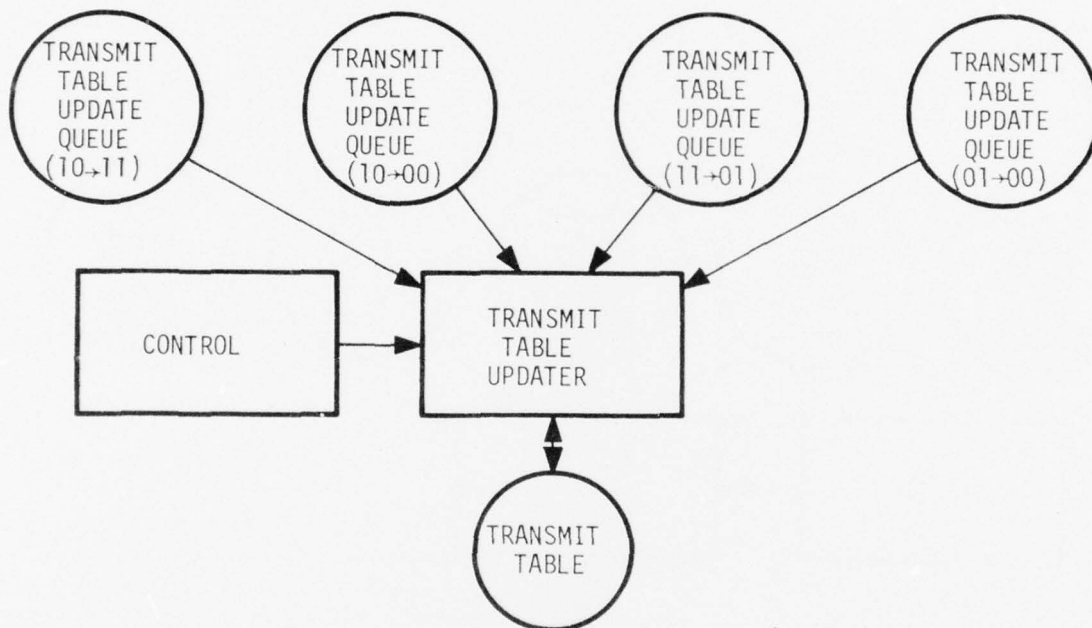 TRANSMIT
TABLE
UPDATE
QUEUE
(10→11)
TRANSMIT
TABLE
UPDATE
QUEUE
(10→00)
TRANSMIT
TABLE
UPDATE
QUEUE
(11→01)
TRANSMIT
TABLE
UPDATE
QUEUE
(01→00)
CONTROL
TRANSMIT
TABLE
UPDATER
TRANSMIT
TABLE